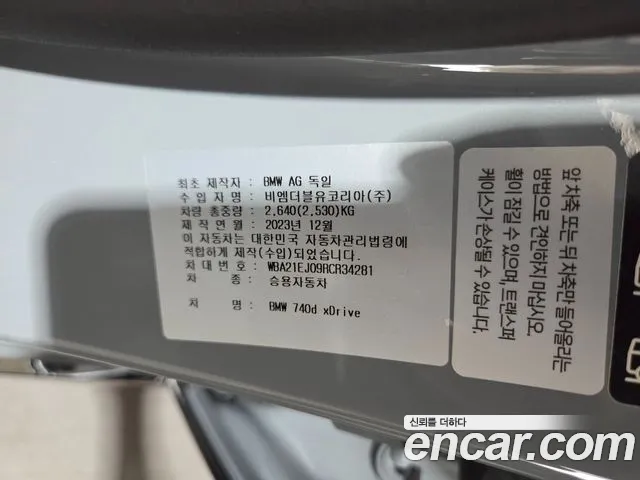 최초 제작자 : BMW AG 독일
수 입 자 명 : 비엠더블유코리아(주)
차량 총중량 : 2,640(2,530)KG
제 작 연 월 : 2023년 12월
이 자동차는 대한민국 자동차관리법령에
적합하게 제작(수입)되었습니다.
차 대 번 호 : WBA21EJ09RCR34281
차 종 : 승용자동차
차 명 : BMW 740d xDrive
앞 차축 또는 뒤 차축만 들어올리는
방법으로 견인하지 마십시오.
휠이 잠길 수 있으며, 트랜스퍼
케이스가 손상될 수 있습니다.
신뢰를 더하다
encar.com